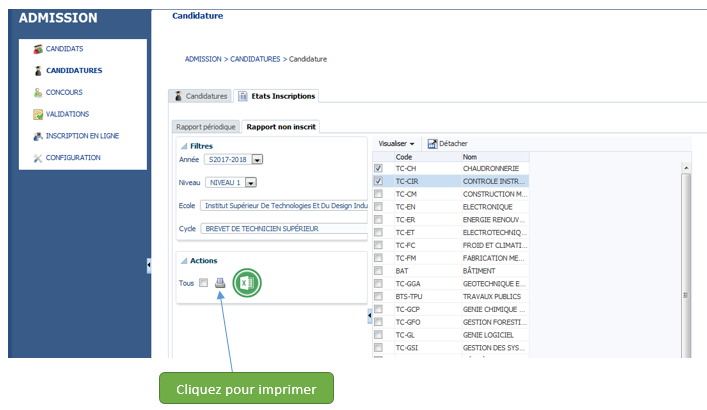 ADMISSION
CANDIDATS
CANDIDATURES
CONCOURS
VALIDATIONS
INSCRIPTION EN LIGNE
CONFIGURATION
Candidature
ADMISSION > CANDIDATURES > Candidature
Candidatures Etats Inscriptions
Rapport périodique Rapport non inscrit
Filtres
Année S2017-2018
Niveau NIVEAU 1
Ecole Institut Supérieur De Technologies Et Du Design Indu
Cycle BREVET DE TECHNICIEN SUPÉRIEUR
Actions
Tous
Visualiser Détacher
Code Nom
TC-CH CHAUDRONNERIE
TC-CIR CONTROLE INSTR...
TC-CM CONSTRUCTION M...
TC-EN ELECTRONIQUE
TC-ER ENERGIE RENOUV...
TC-ET ELECTROTECHNIQ...
TC-FC FROID ET CLIMATI...
TC-FM FABRICATION ME...
BAT BÂTIMENT
TC-GGA GEOTECHNIQUE E...
BTS-TPU TRAVAUX PUBLICS
TC-GCP GENIE CHIMIQUE ...
TC-GFO GESTION FORESTI...
TC-GL GENIE LOGICIEL
TC-GSI GESTION DES SYS...
Cliquez pour imprimer